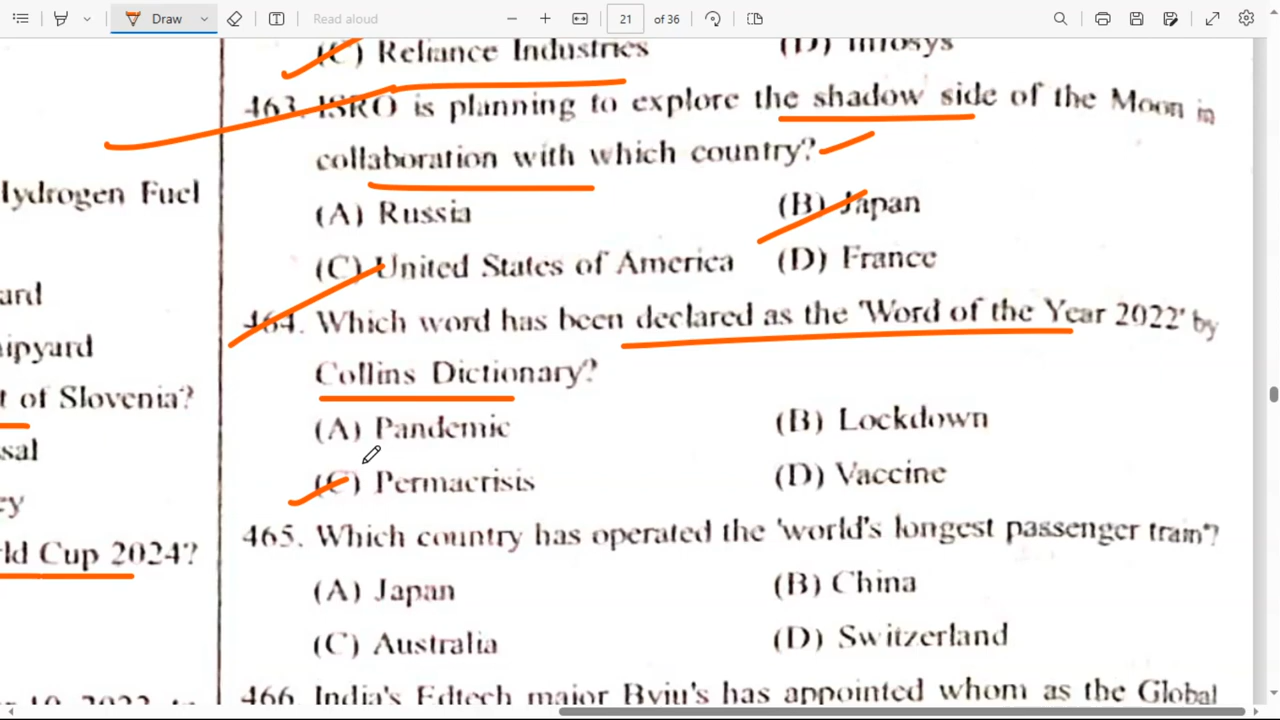 Draw
Read aloud
21 of 36
(C) Reliance Industries (D) Infosys
463. ISRO is planning to explore the shadow side of the Moon in
collaboration with which country?
(A) Russia (B) Japan
(C) United States of America (D) France
464. Which word has been declared as the 'Word of the Year 2022' by
Collins Dictionary?
(A) Pandemic (B) Lockdown
(C) Permacrisis (D) Vaccine
465. Which country has operated the 'world's longest passenger train'?
(A) Japan (B) China
(C) Australia (D) Switzerland
466. India's Edtech major Byju's has appointed whom as the Global
Hydrogen Fuel
ard
ipyard
t of Slovenia?
sal
ey
rld Cup 2024?